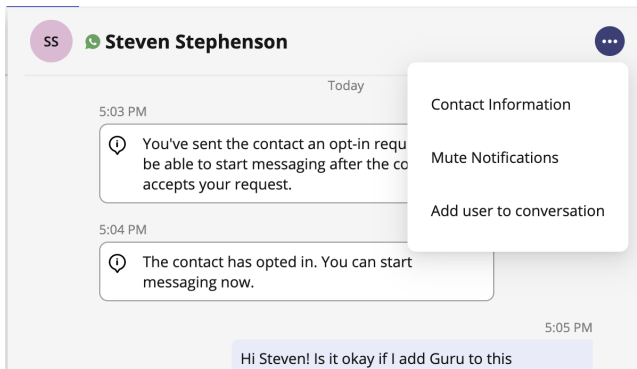 SS
Steven Stephenson
Today
Contact Information
Mute Notifications
Add user to conversation
5:03 PM
You've sent the contact an opt-in requ
be able to start messaging after the co
accepts your request.
5:04 PM
The contact has opted in. You can start
messaging now.
5:05 PM
Hi Steven! Is it okay if I add Guru to this